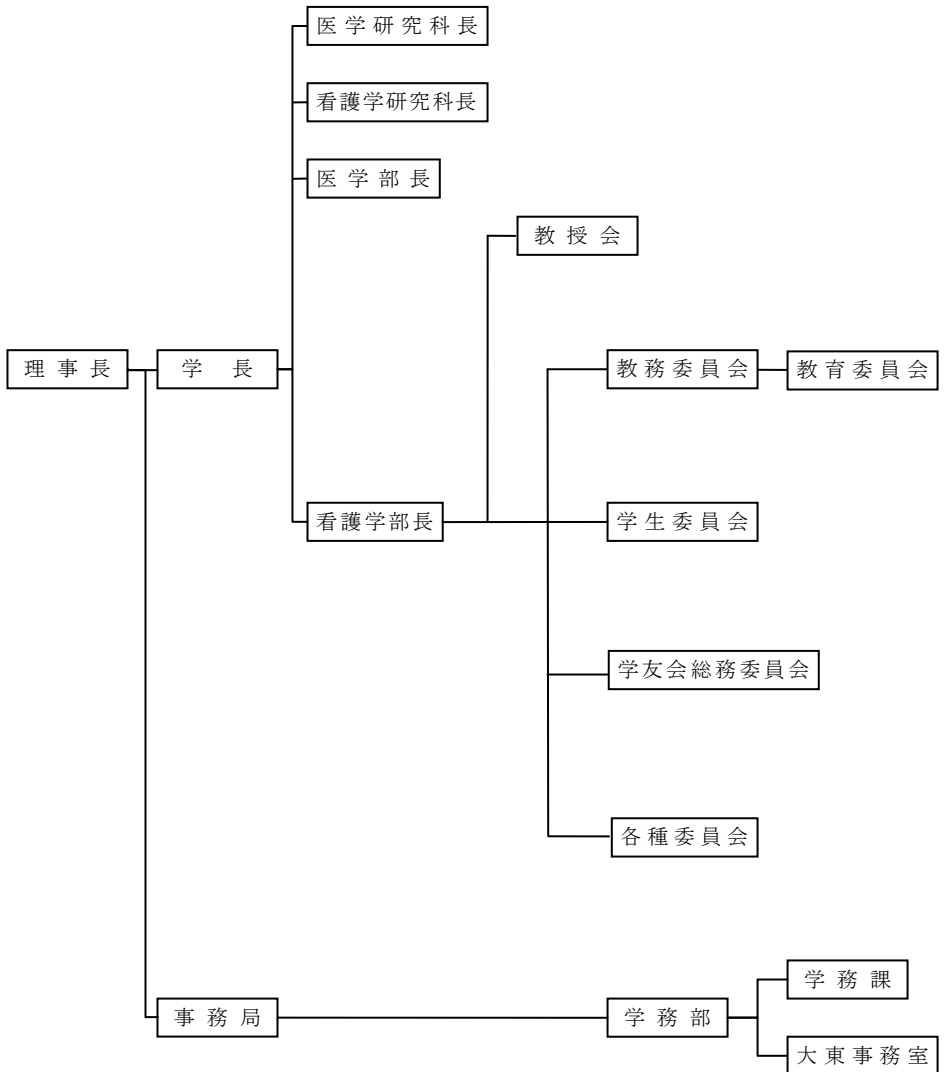 医学研究科長
看護学研究科長
医学部長
教授会
理事長
学長
教務委員会
教育委員会
看護学部長
学生委員会
学友会総務委員会
各種委員会
学務課
事務局
学務部
大東事務室